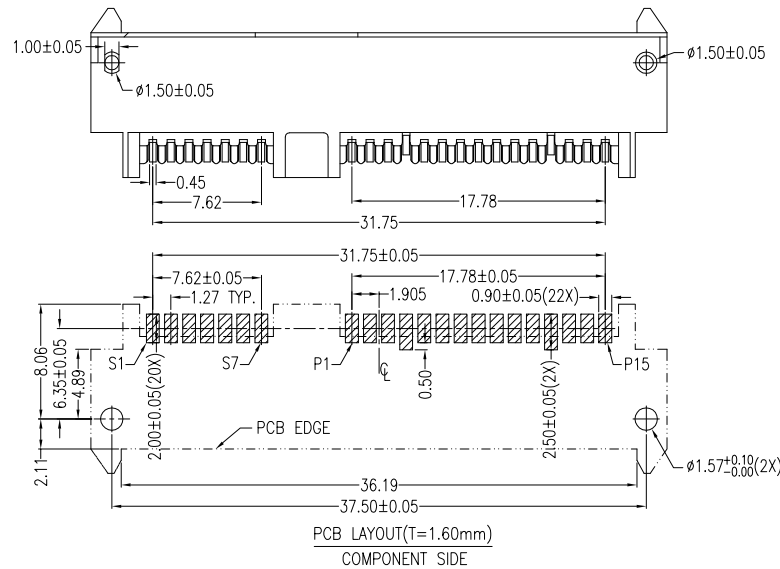 1.00±0.05
ø1.50±0.05
ø1.50±0.05
0.45
7.62
17.78
31.75
31.75±0.05
7.62±0.05
17.78±0.05
1.27 TYP.
1.905
0.90±0.05(22X)
S1
S7
P1
℄
P15
8.06
6.35±0.05
4.89
2.11
2.00±0.05(20X)
0.50
2.50±0.05(2X)
PCB EDGE
ø1.57+0.10-0.00(2X)
36.19
37.50±0.05
PCB LAYOUT(T=1.60mm)
COMPONENT SIDE